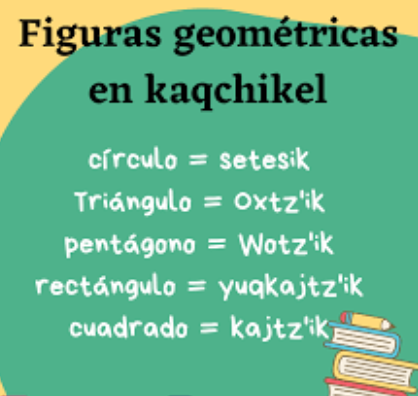 Figuras geométricas
en kaqchikel
círculo = setesik
Triángulo = Oxtz'ik
pentágono = Wotz'ik
rectángulo = yuqkajtz'ik
cuadrado = kajtz'ik